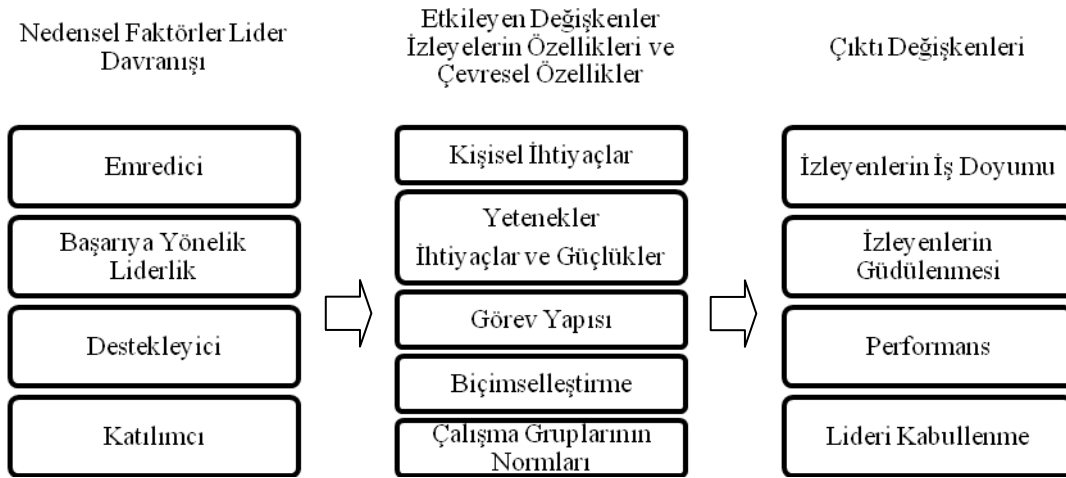 Nedensel Faktörler Lider
Davranışı
Emredici
Başarıya Yönelik
Liderlik
Destekleyici
Katılımcı
Etkileyen Değişkenler
İzleyelerin Özellikleri ve
Çevresel Özellikler
Kişisel İhtiyaçlar
Yetenekler
İhtiyaçlar ve Güçlükler
Görev Yapısı
Biçimselleştirme
Çalışma Gruplarının
Normları
Çıktı Değişkenleri
İzleyenlerin İş Doyumu
İzleyenlerin
Güdülenmesi
Performans
Lideri Kabullenme